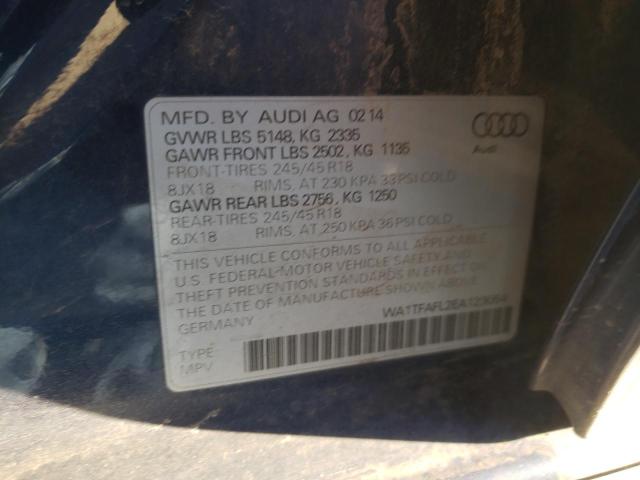 MFD. BY AUDI AG 02 14
GVWR LBS 5148, KG 2335
GAWR FRONT LBS 2502, KG 1135
FRONT-TIRES 245/45 R18
8JX18 RIMS, AT 230 KPA 33PSI COLD
GAWR REAR LBS 2756, KG 1250
REAR-TIRES 245/45 R18
8JX18 RIMS, AT 250 KPA 36 PSI COLD
Audi
THIS VEHICLE CONFORMS TO ALL APPLICABLE
U.S. FEDERAL-MOTOR VEHICLE SAFETY AND
THEFT PREVENTION STANDARDS IN EFFECT ON
THE DATE OF MANUFACTURE SHOWN ABOVE
GERMANY
WA1TFAFL2EA123064
TYPE
MPV